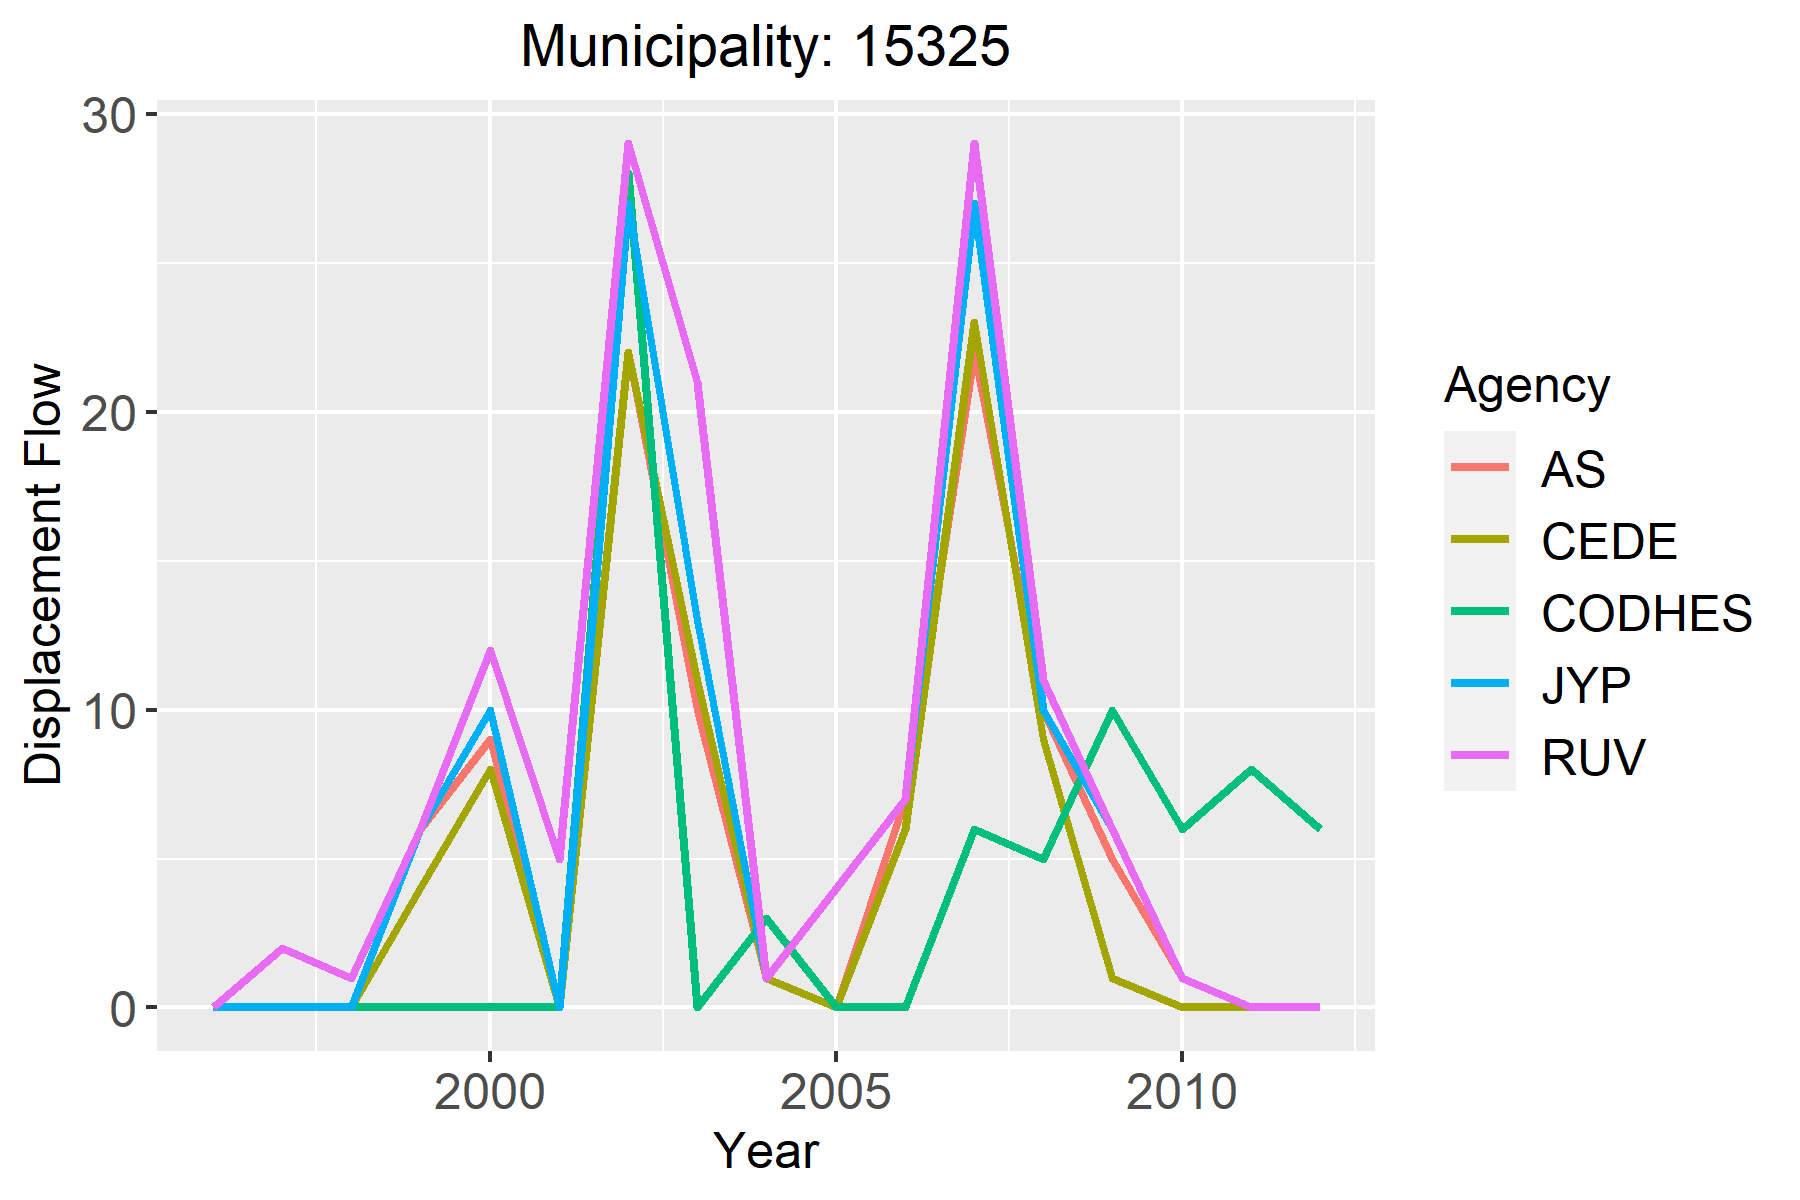 Municipality: 15325
30
20
10
0
Displacement Flow
2000 2005 2010
Year
Agency
AS
CEDE
CODHES
JYP
RUV